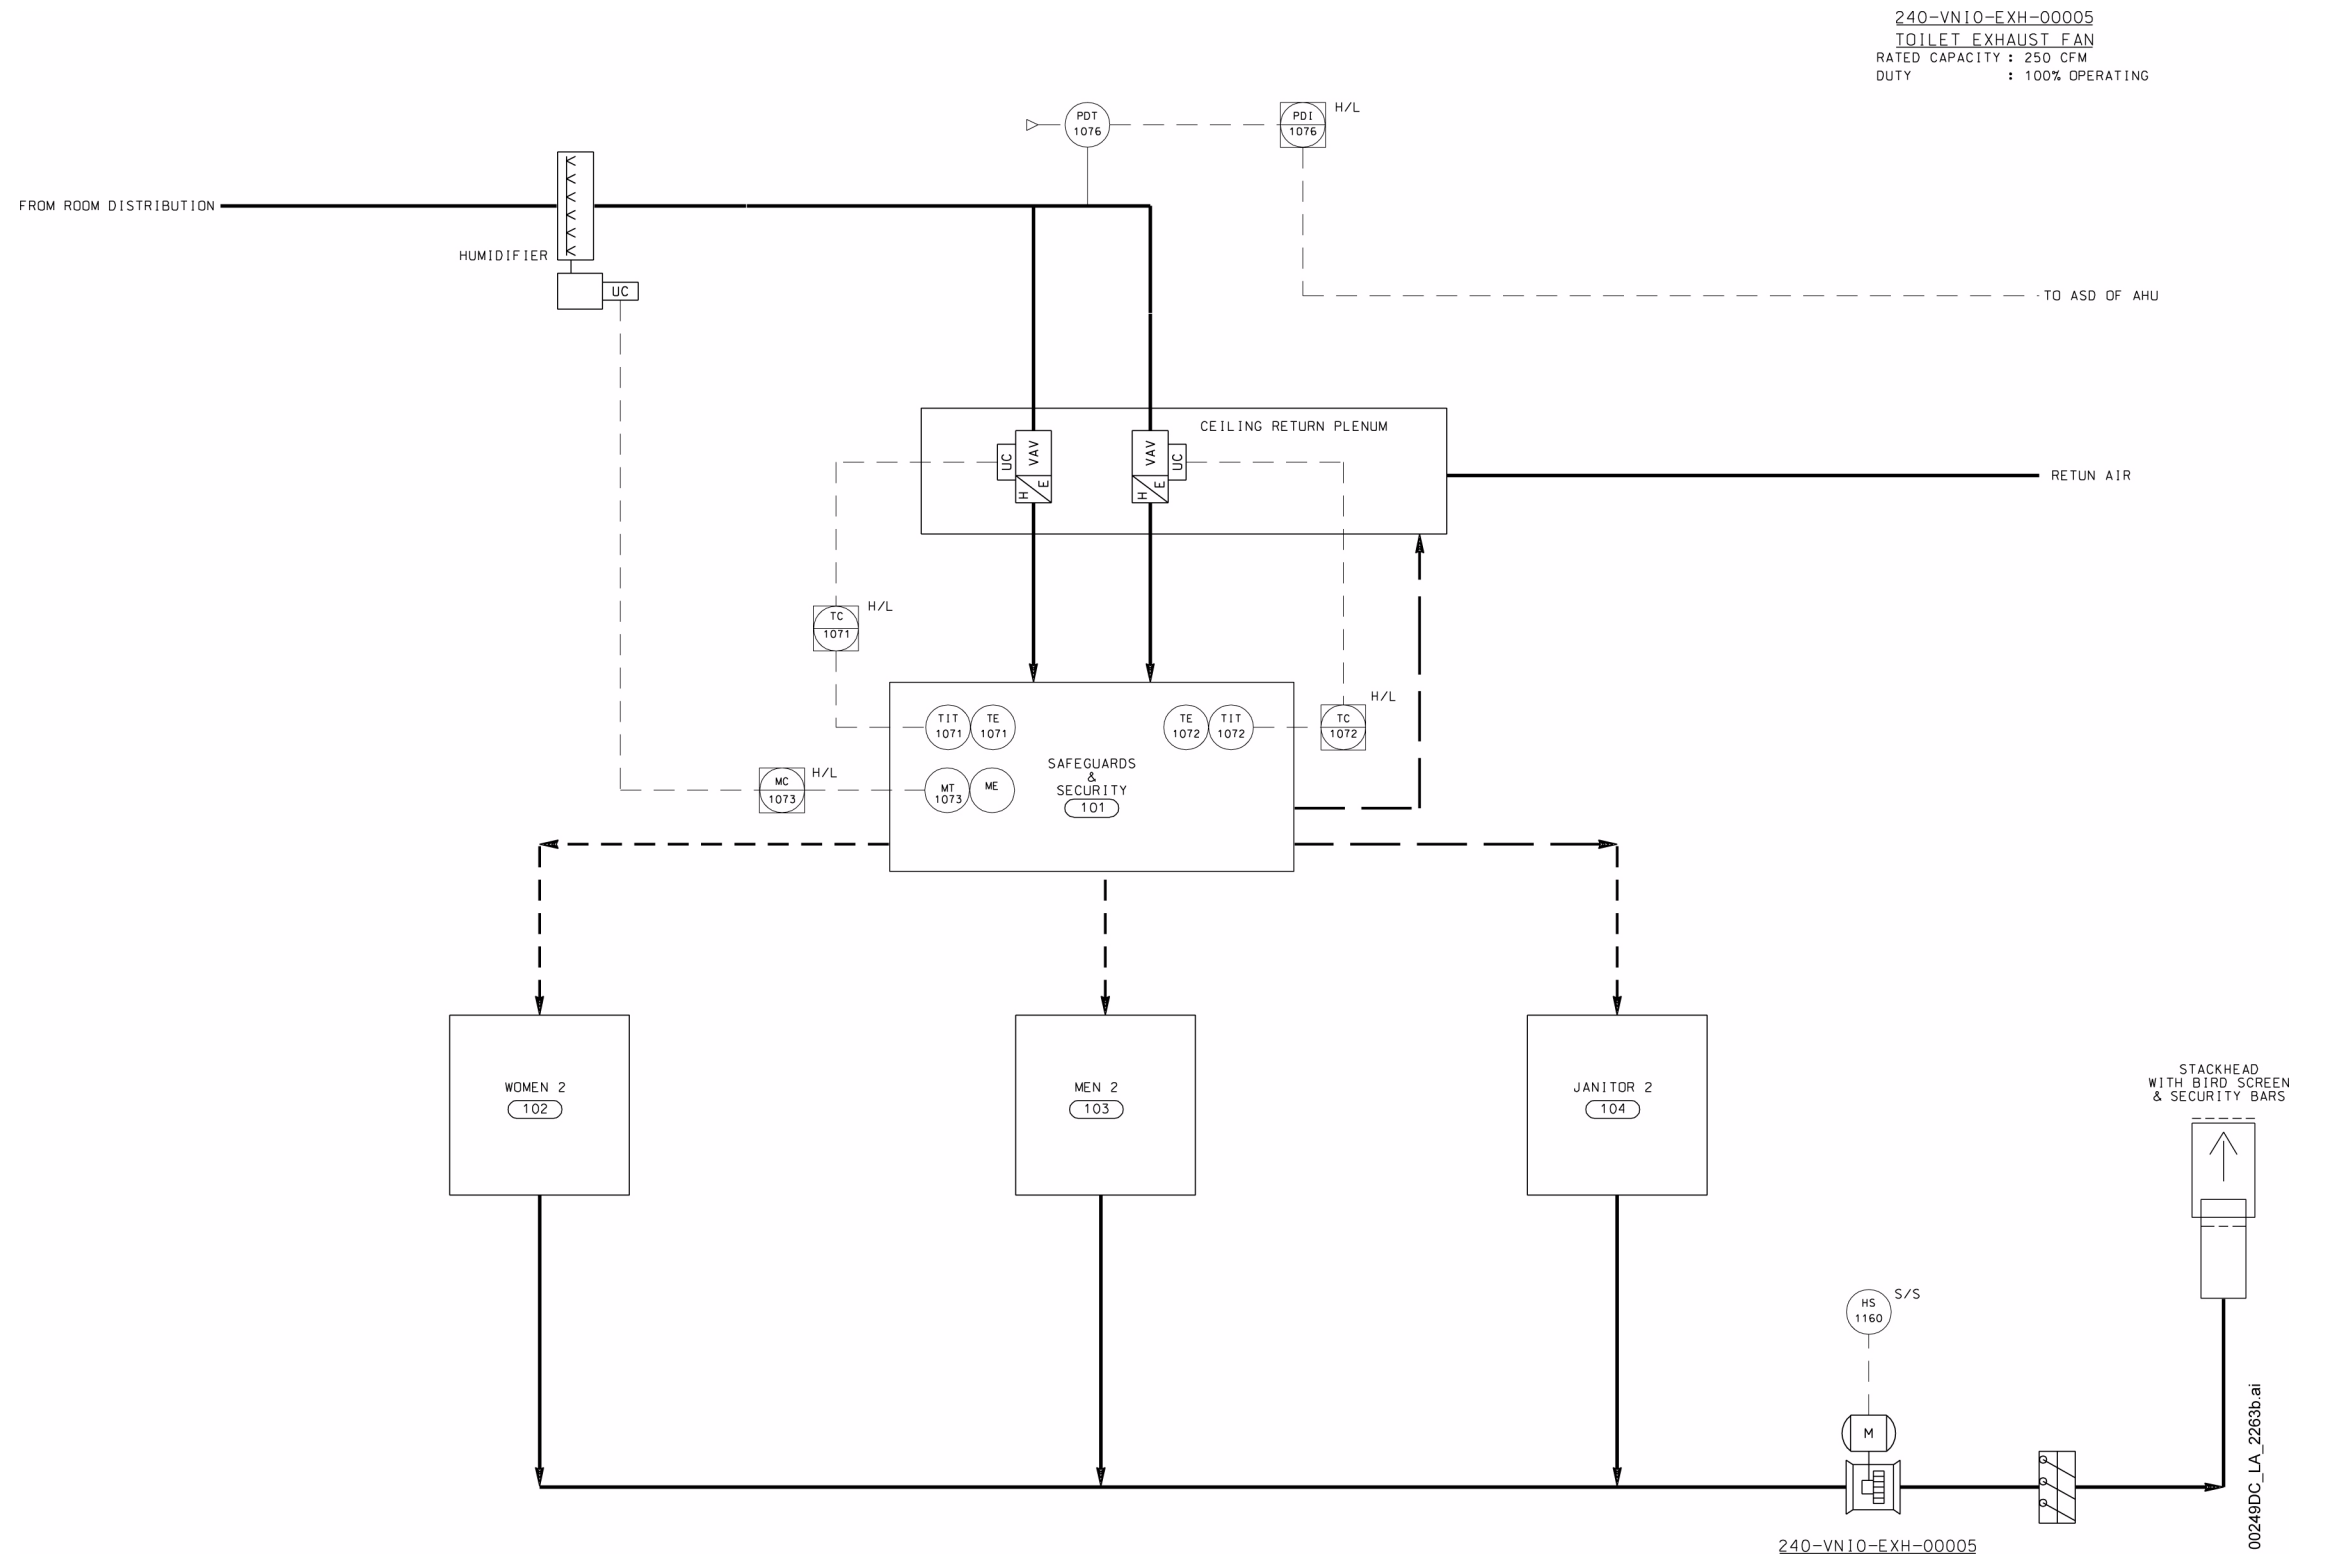 240-VNIO-EXH-00005
TOILET EXHAUST FAN
RATED CAPACITY : 250 CFM
DUTY : 100% OPERATING
PDT
1076
PDI
1076
H/L
FROM ROOM DISTRIBUTION
HUMIDIFIER
UC
TO ASD OF AHU
CEILING RETURN PLENUM
UC
VAV
H/E
VAV
UC
H/E
RETUN AIR
TC
1071
H/L
TIT
1071
TE
1071
TE
1072
TIT
1072
TC
1072
H/L
MC
1073
H/L
MT
1073
ME
SAFEGUARDS
&
SECURITY
101
WOMEN 2
102
MEN 2
103
JANITOR 2
104
STACKHEAD
WITH BIRD SCREEN
& SECURITY BARS
HS
1160
S/S
M
240-VNIO-EXH-00005
00249DC_LA_2263b.ai